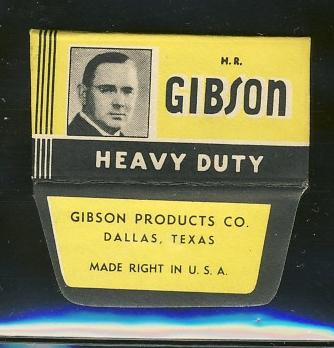 H. R.
GIBSON
HEAVY DUTY
GIBSON PRODUCTS CO.
DALLAS, TEXAS
MADE RIGHT IN U. S. A.